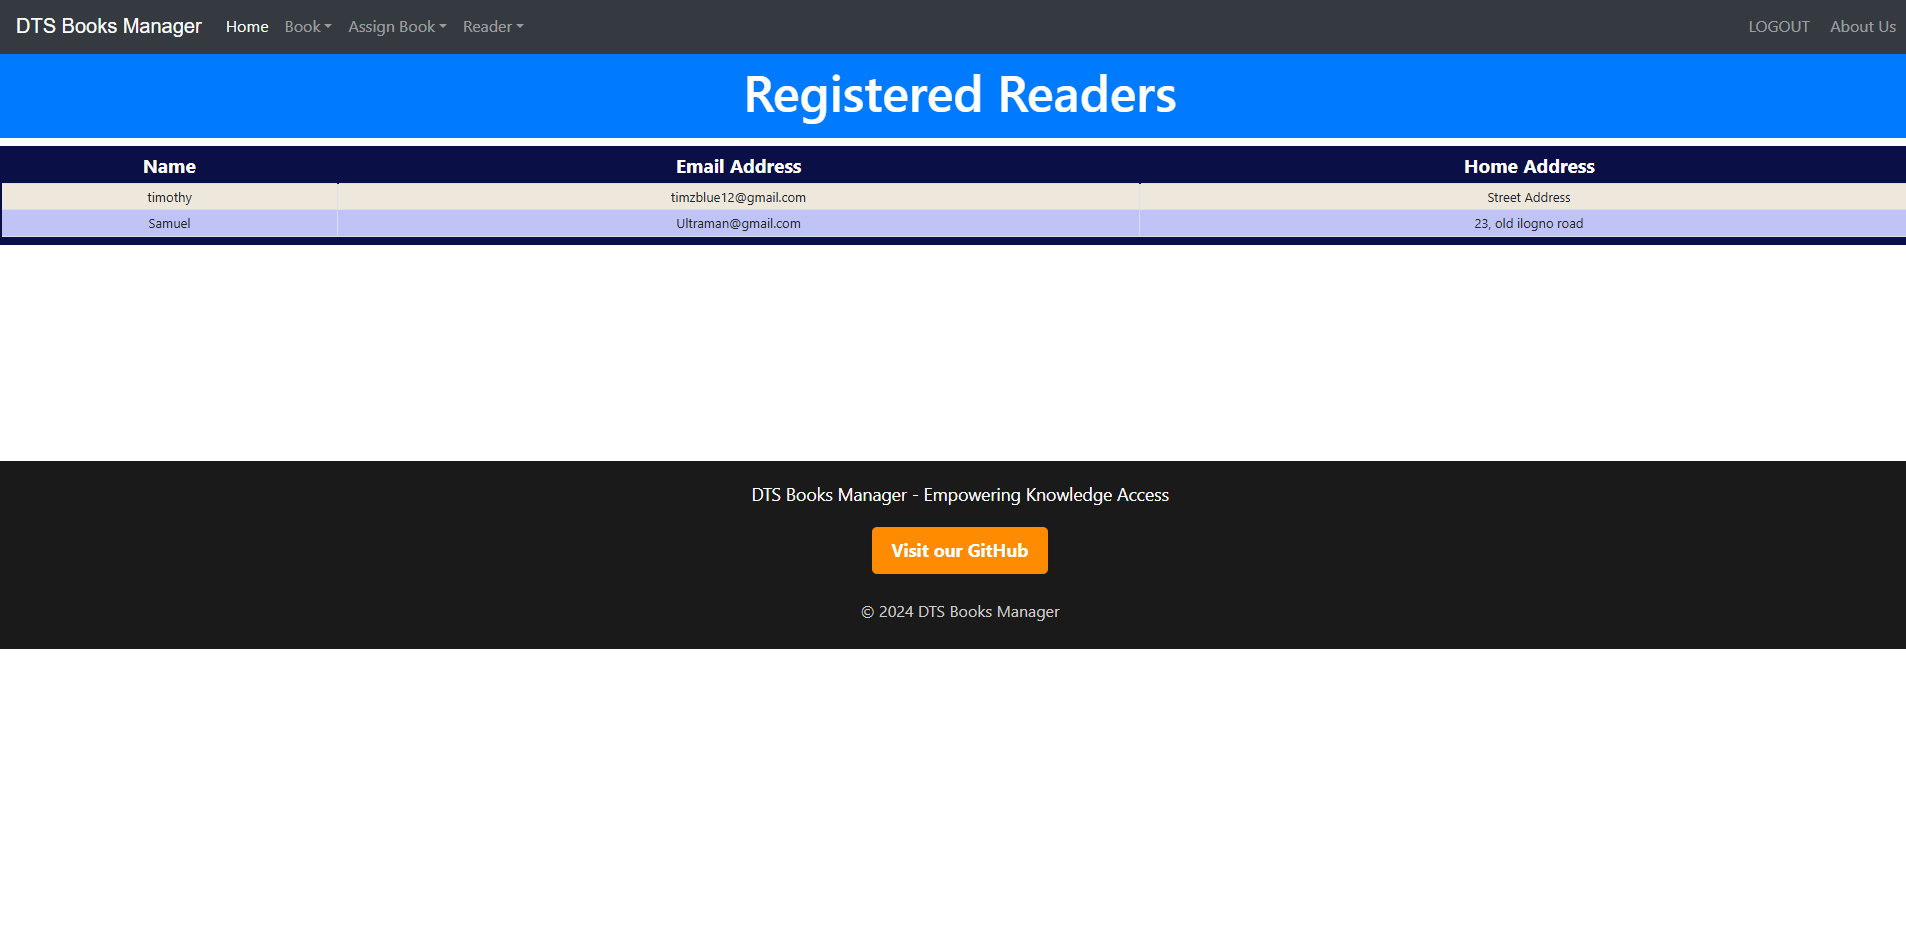 DTS Books Manager Home Book Assign Book Reader LOGOUT About Us
Registered Readers
Name Email Address Home Address
timothy timzblue12@gmail.com Street Address
Samuel Ultraman@gmail.com 23, old ilogno road
DTS Books Manager - Empowering Knowledge Access
Visit our GitHub
© 2024 DTS Books Manager